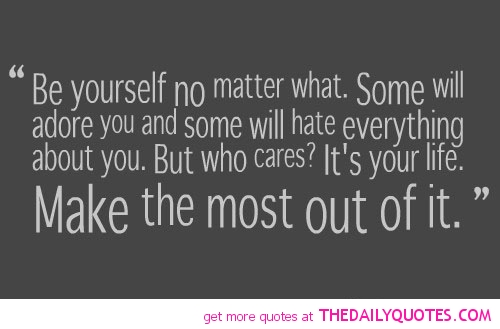 “ Be yourself no matter what. Some will
adore you and some will hate everything
about you. But who cares? It's your life.
Make the most out of it. ”
get more quotes at THEDAILYQUOTES.COM